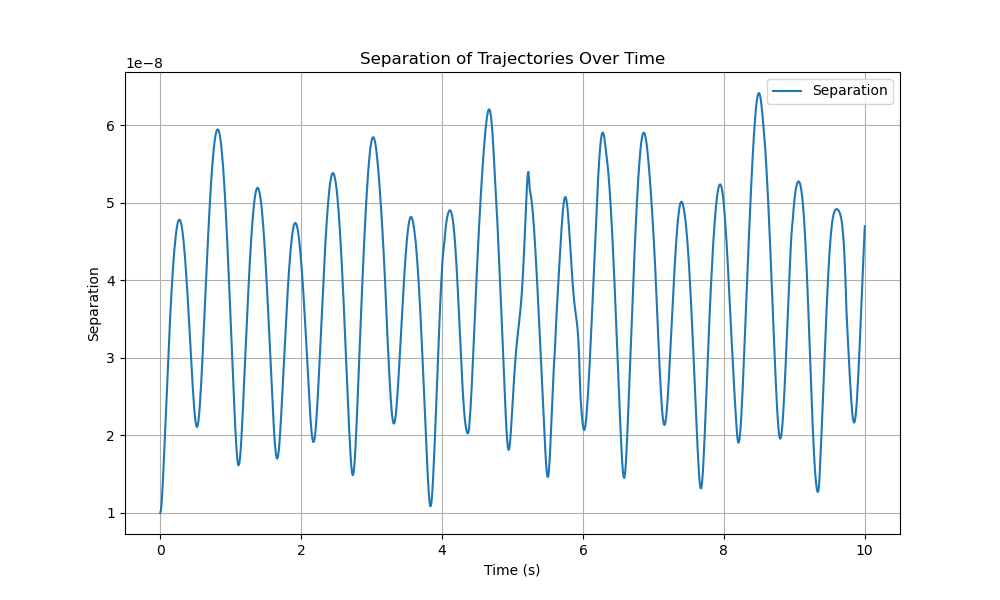 Separation of Trajectories Over Time
1e−8
Separation
6
5
4
3
2
1
Separation
0 2 4 6 8 10
Time (s)